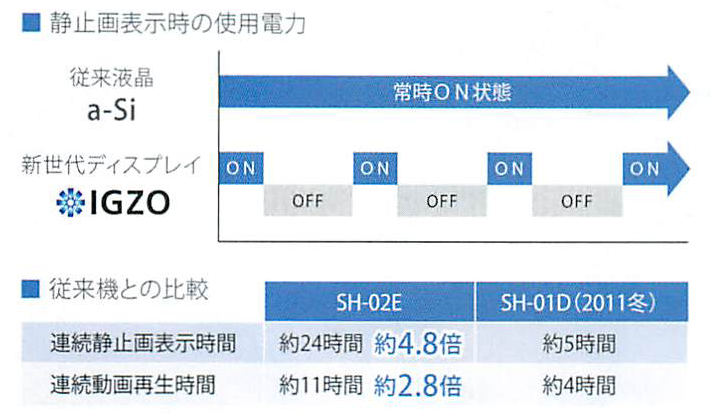 ■ 静止画表示時の使用電力
従来液晶
a-Si
常時ON状態
新世代ディスプレイ
IGZO
ON ON ON ON
OFF OFF OFF
■ 従来機との比較
SH-02E SH-01D(2011冬)
連続静止画表示時間 約24時間 約4.8倍 約5時間
連続動画再生時間 約11時間 約2.8倍 約4時間